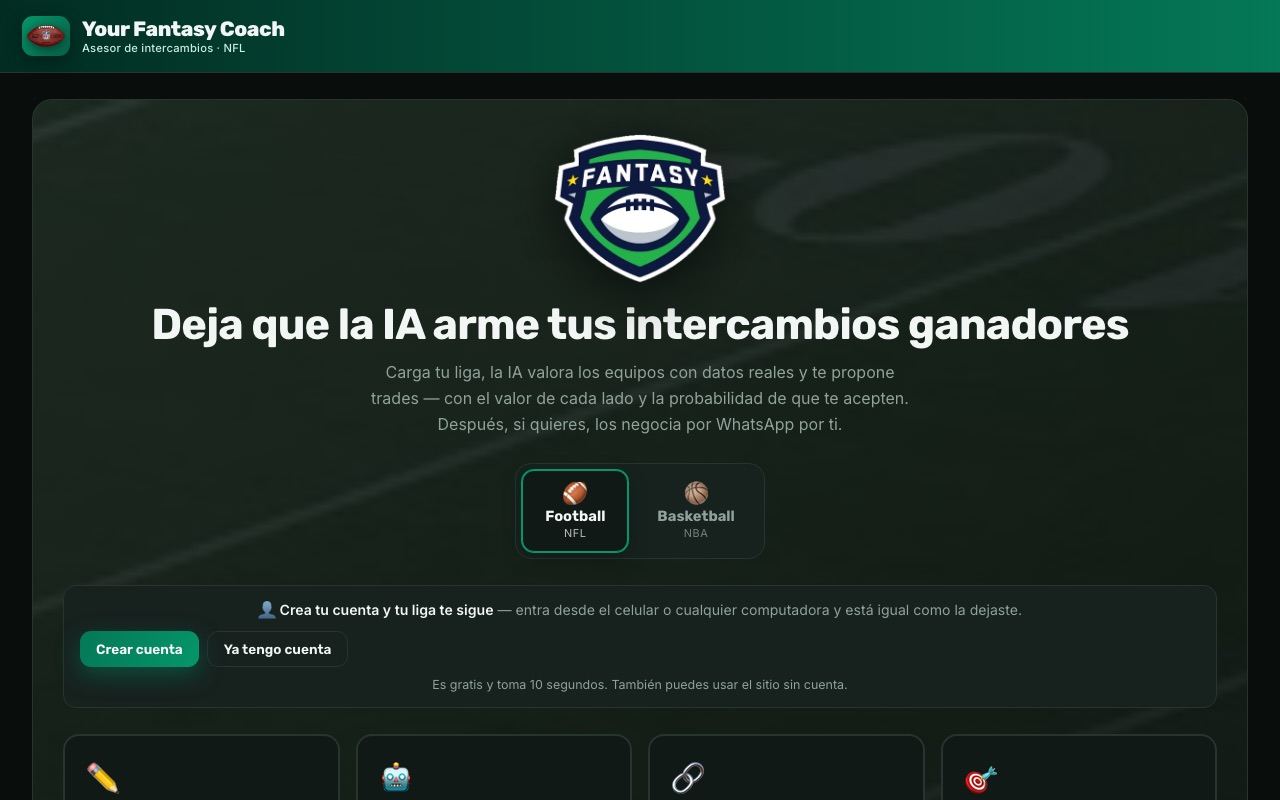 Your Fantasy Coach
Asesor de intercambios · NFL
FANTASY
Deja que la IA arme tus intercambios ganadores
Carga tu liga, la IA valora los equipos con datos reales y te propone
trades — con el valor de cada lado y la probabilidad de que te acepten.
Después, si quieres, los negocia por WhatsApp por ti.
Football
NFL
Basketball
NBA
Crea tu cuenta y tu liga te sigue — entra desde el celular o cualquier computadora y está igual como la dejaste.
Crear cuenta
Ya tengo cuenta
Es gratis y toma 10 segundos. También puedes usar el sitio sin cuenta.